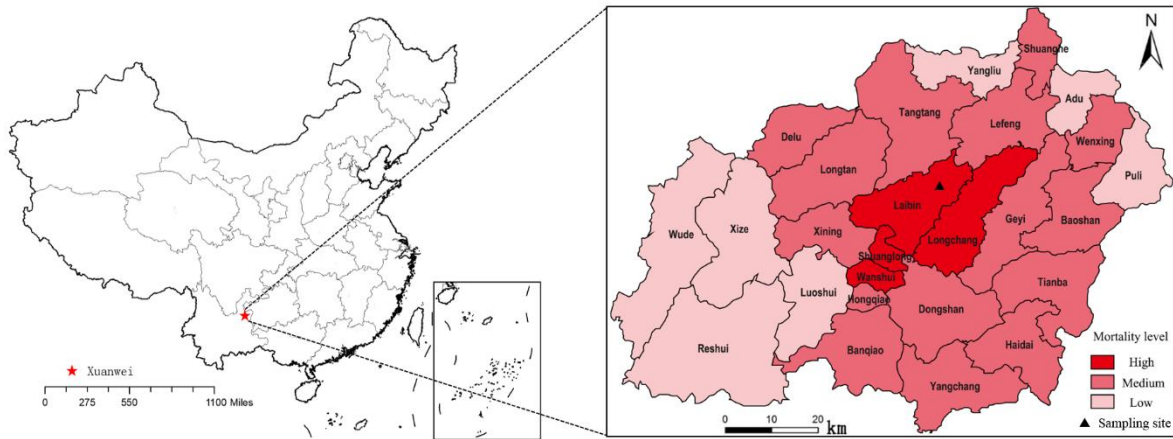 Xuanwei
0 275 550 1100 Miles
N
Shuanghe
Yangliu
Adu
Tangtang
Lefeng
Delu
Wenxing
Longtan
Puli
Laibin
Geyi
Baoshan
Wude
Xize
Xining
Longchang
Shuanglong
Wanshui
Tianba
Luoshui
Hongqiao
Dongshan
Reshui
Banqiao
Haidai
Yangchang
Mortality level
High
Medium
Low
Sampling site
0 10 20
km